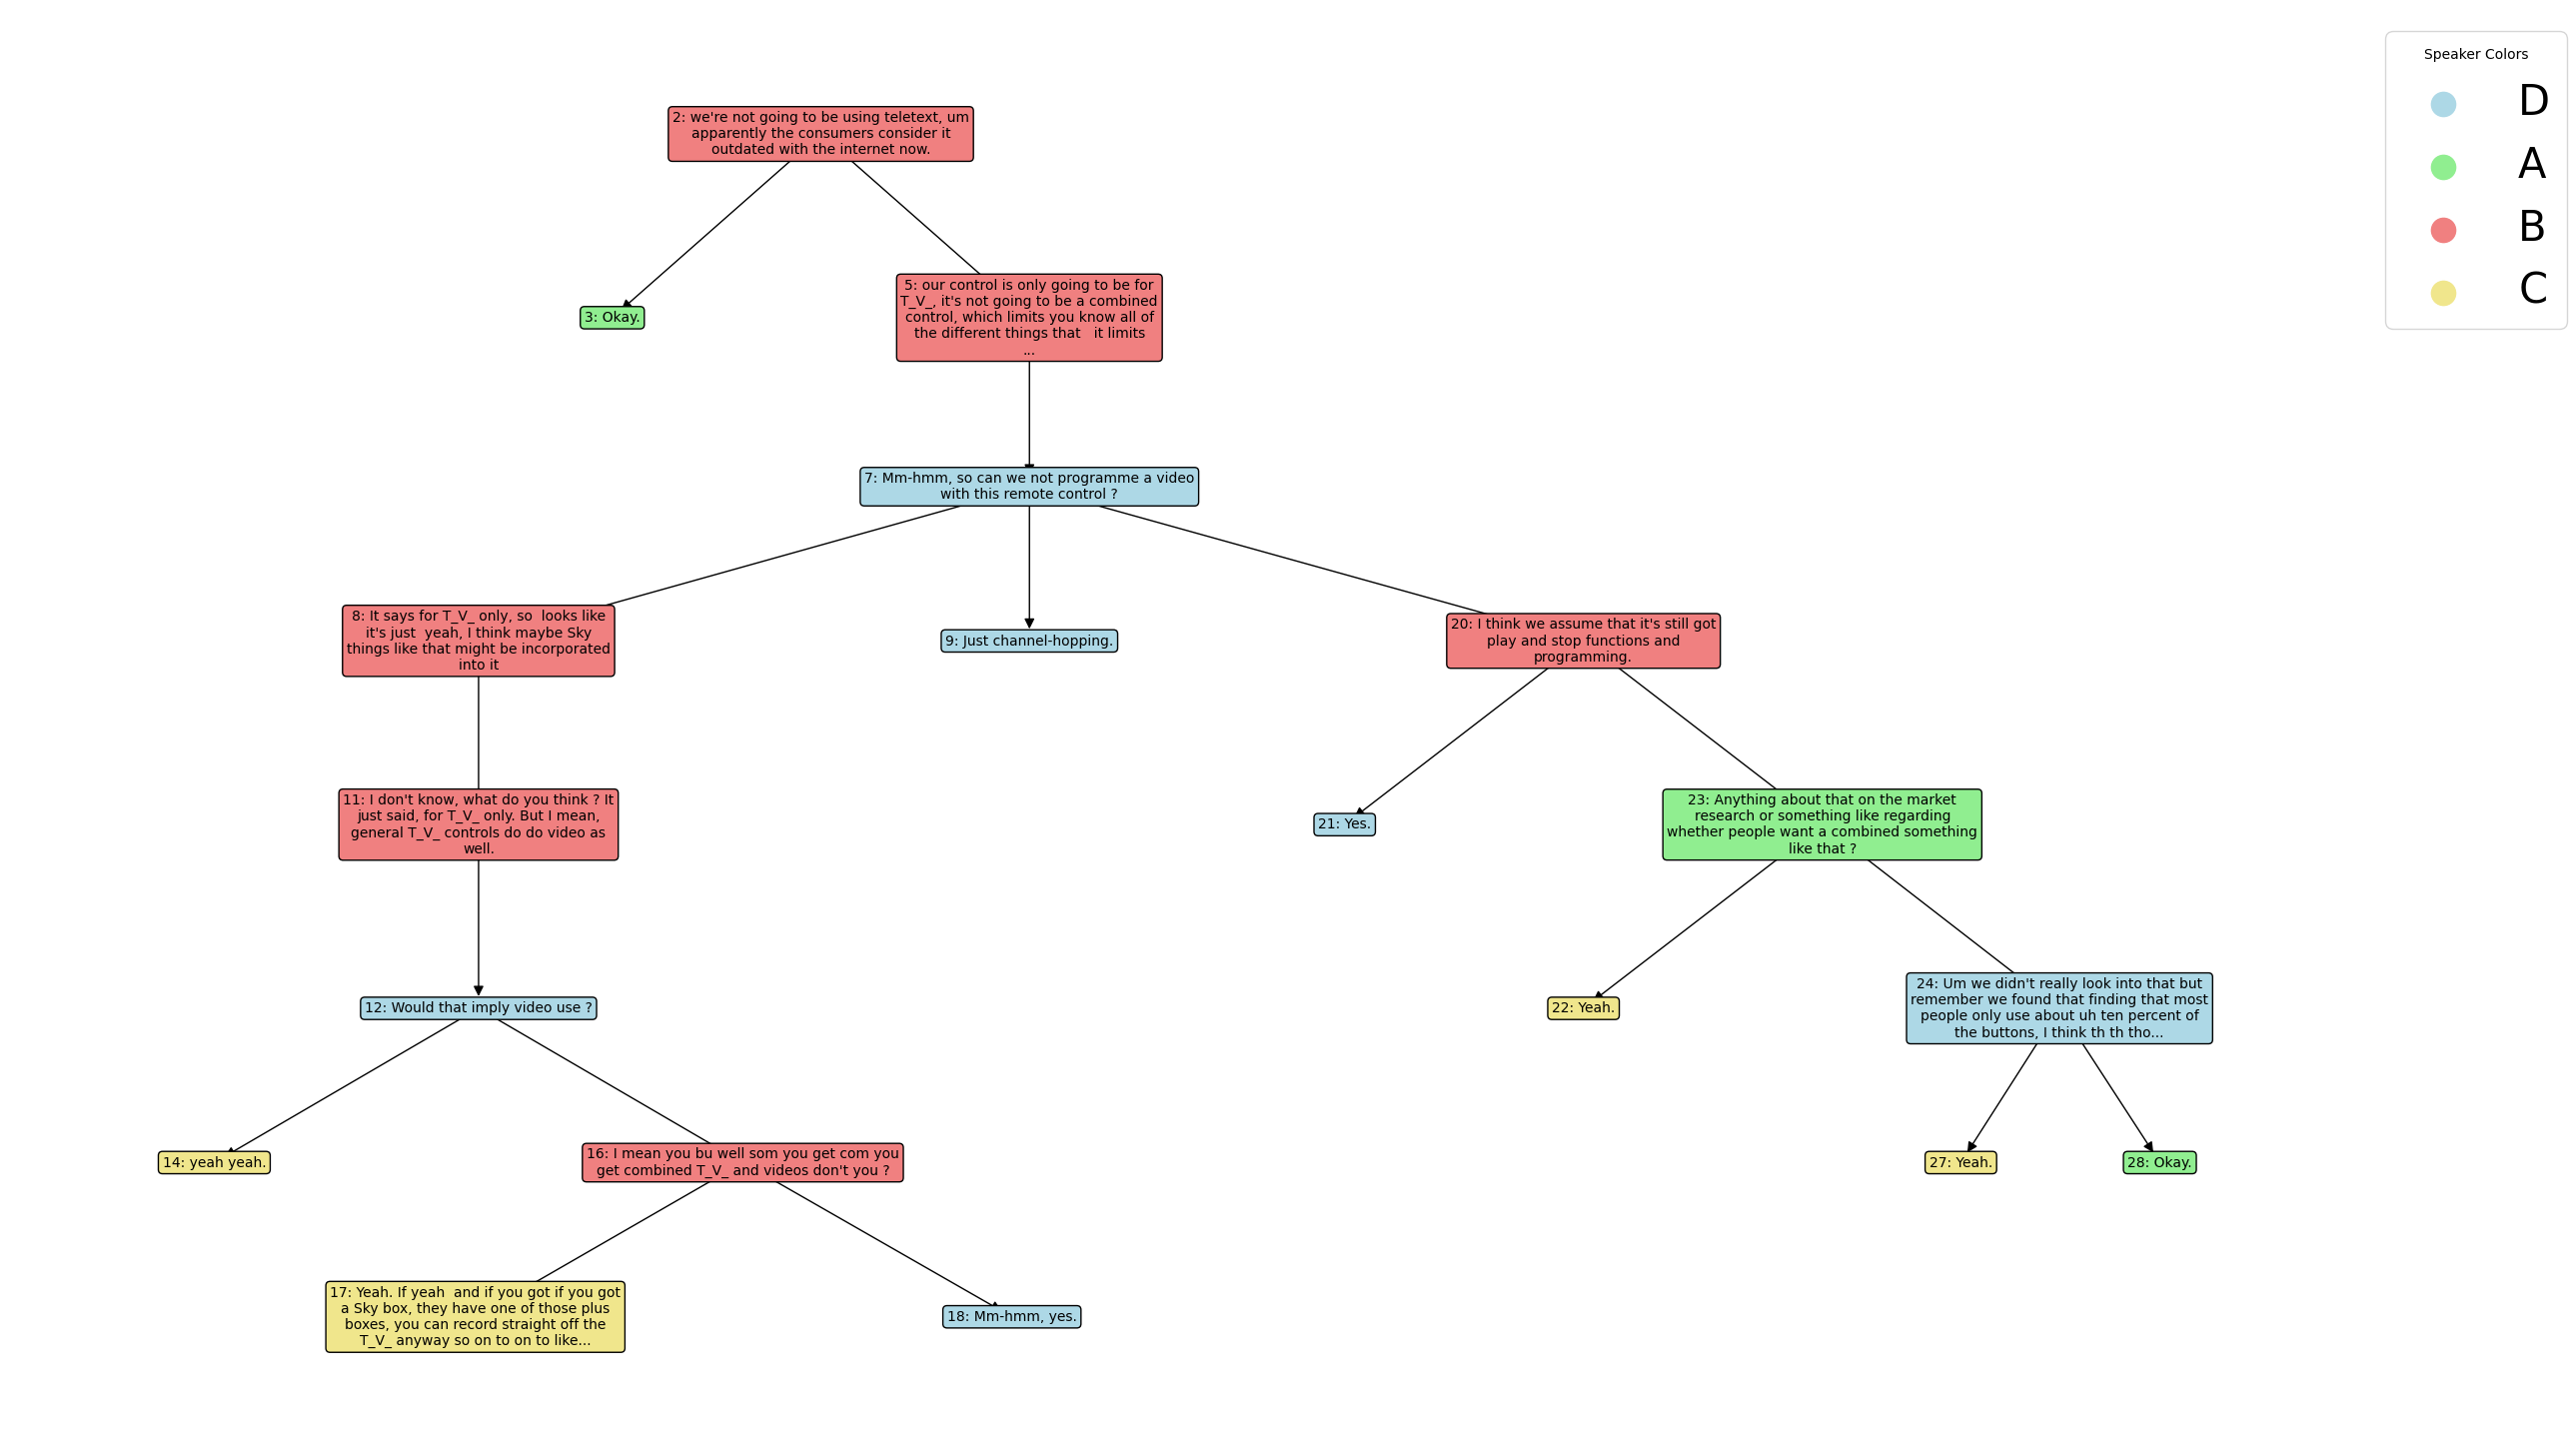 Speaker Colors
D
A
B
C
2: we're not going to be using teletext, um
apparently the consumers consider it
outdated with the internet now.
3: Okay.
5: our control is only going to be for
T_V_, it's not going to be a combined
control, which limits you know all of
the different things that   it limits
...
7: Mm-hmm, so can we not programme a video
with this remote control ?
8: It says for T_V_ only, so  looks like
it's just  yeah, I think maybe Sky
things like that might be incorporated
into it
9: Just channel-hopping.
20: I think we assume that it's still got
play and stop functions and
programming.
11: I don't know, what do you think ? It
just said, for T_V_ only. But I mean,
general T_V_ controls do do video as
well.
21: Yes.
23: Anything about that on the market
research or something like regarding
whether people want a combined something
like that ?
12: Would that imply video use ?
22: Yeah.
24: Um we didn't really look into that but
remember we found that finding that most
people only use about uh ten percent of
the buttons, I think th th tho...
14: yeah yeah.
16: I mean you bu well som you get com you
get combined T_V_ and videos don't you ?
27: Yeah.
28: Okay.
17: Yeah. If yeah  and if you got if you got
a Sky box, they have one of those plus
boxes, you can record straight off the
T_V_ anyway so on to on to like...
18: Mm-hmm, yes.